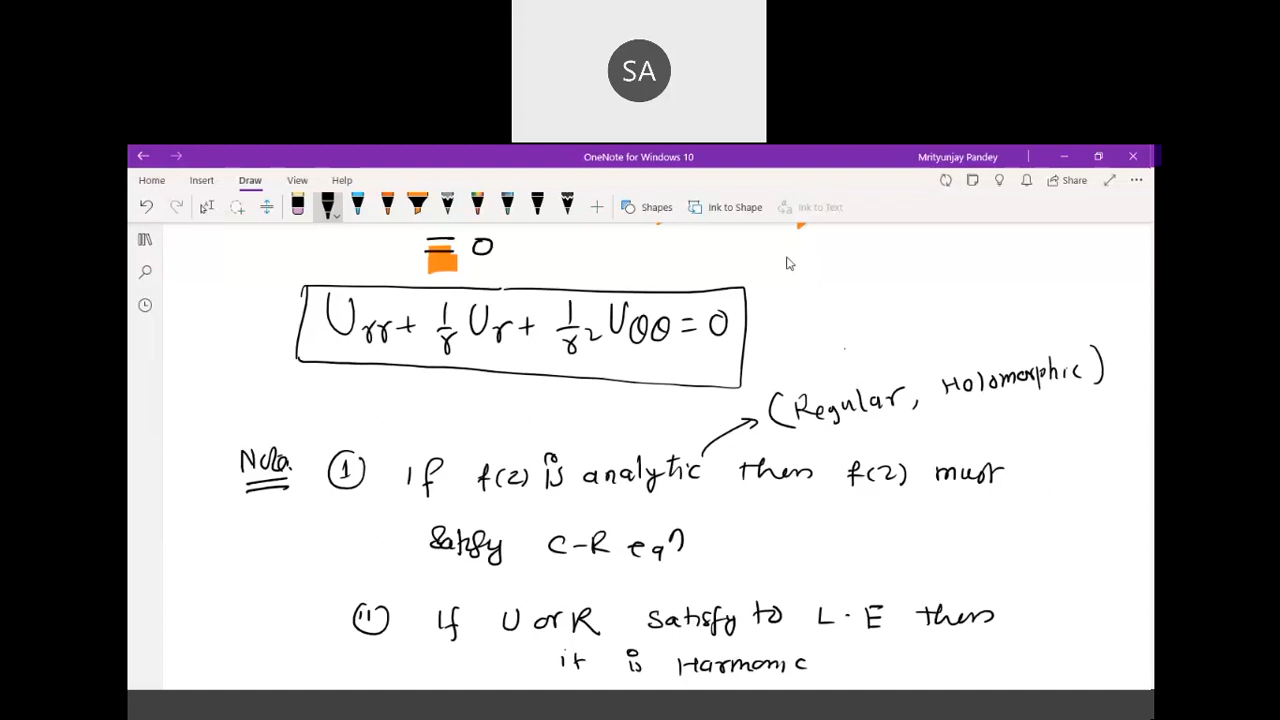 SA
OneNote for Windows 10
Mrityunjay Pandey
Home Insert Draw View Help
Share
Shapes Ink to Shape Ink to Text
= 0
Urr + 1/r Ur + 1/r2 Uθθ = 0
(Regular, Holomorphic)
Note. ① If f(z) is analytic then f(z) must
satisfy C-R eqn
(ii) If U or R satisfy to L·E then
it is Harmonic